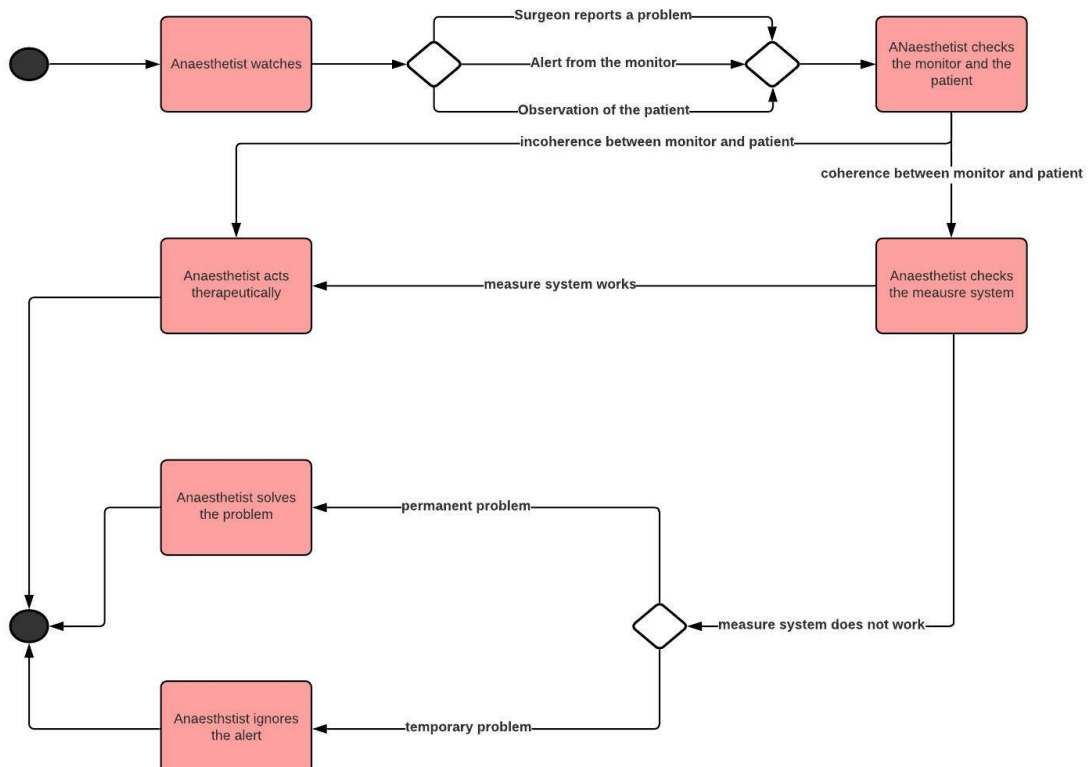 Surgeon reports a problem
Anaesthetist watches
Alert from the monitor
ANaesthetist checks
the monitor and the
patient
Observation of the patient
incoherence between monitor and patient
coherence between monitor and patient
Anaesthetist acts
therapeutically
measure system works
Anaesthetist checks
the meausre system
Anaesthetist solves
the problem
permanent problem
measure system does not work
Anaesthstist ignores
the alert
temporary problem